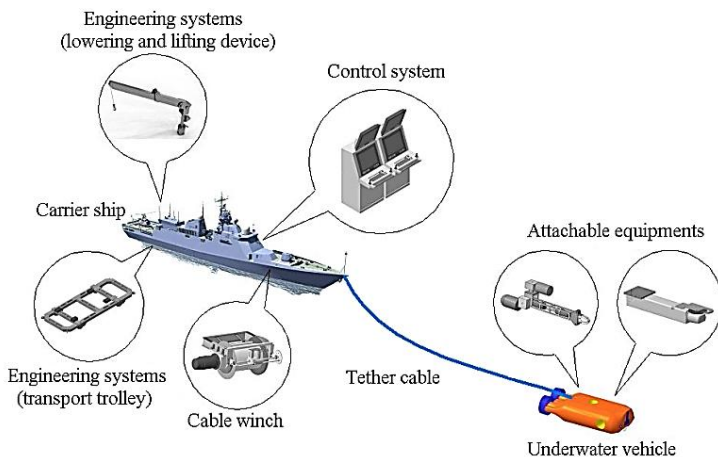 Engineering systems
(lowering and lifting device)
Control system
Carrier ship
Attachable equipments
Engineering systems
(transport trolley)
Cable winch
Tether cable
Underwater vehicle